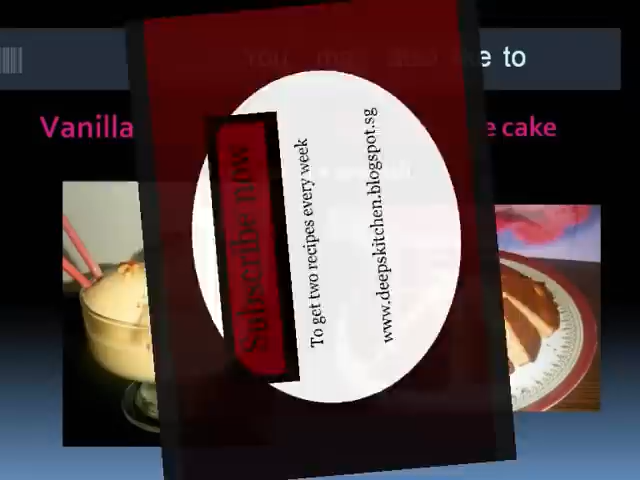 You may also like to
Vanilla
e cake
Subscribe now
To get two recipes every week
www.deepskitchen.blogspot.sg